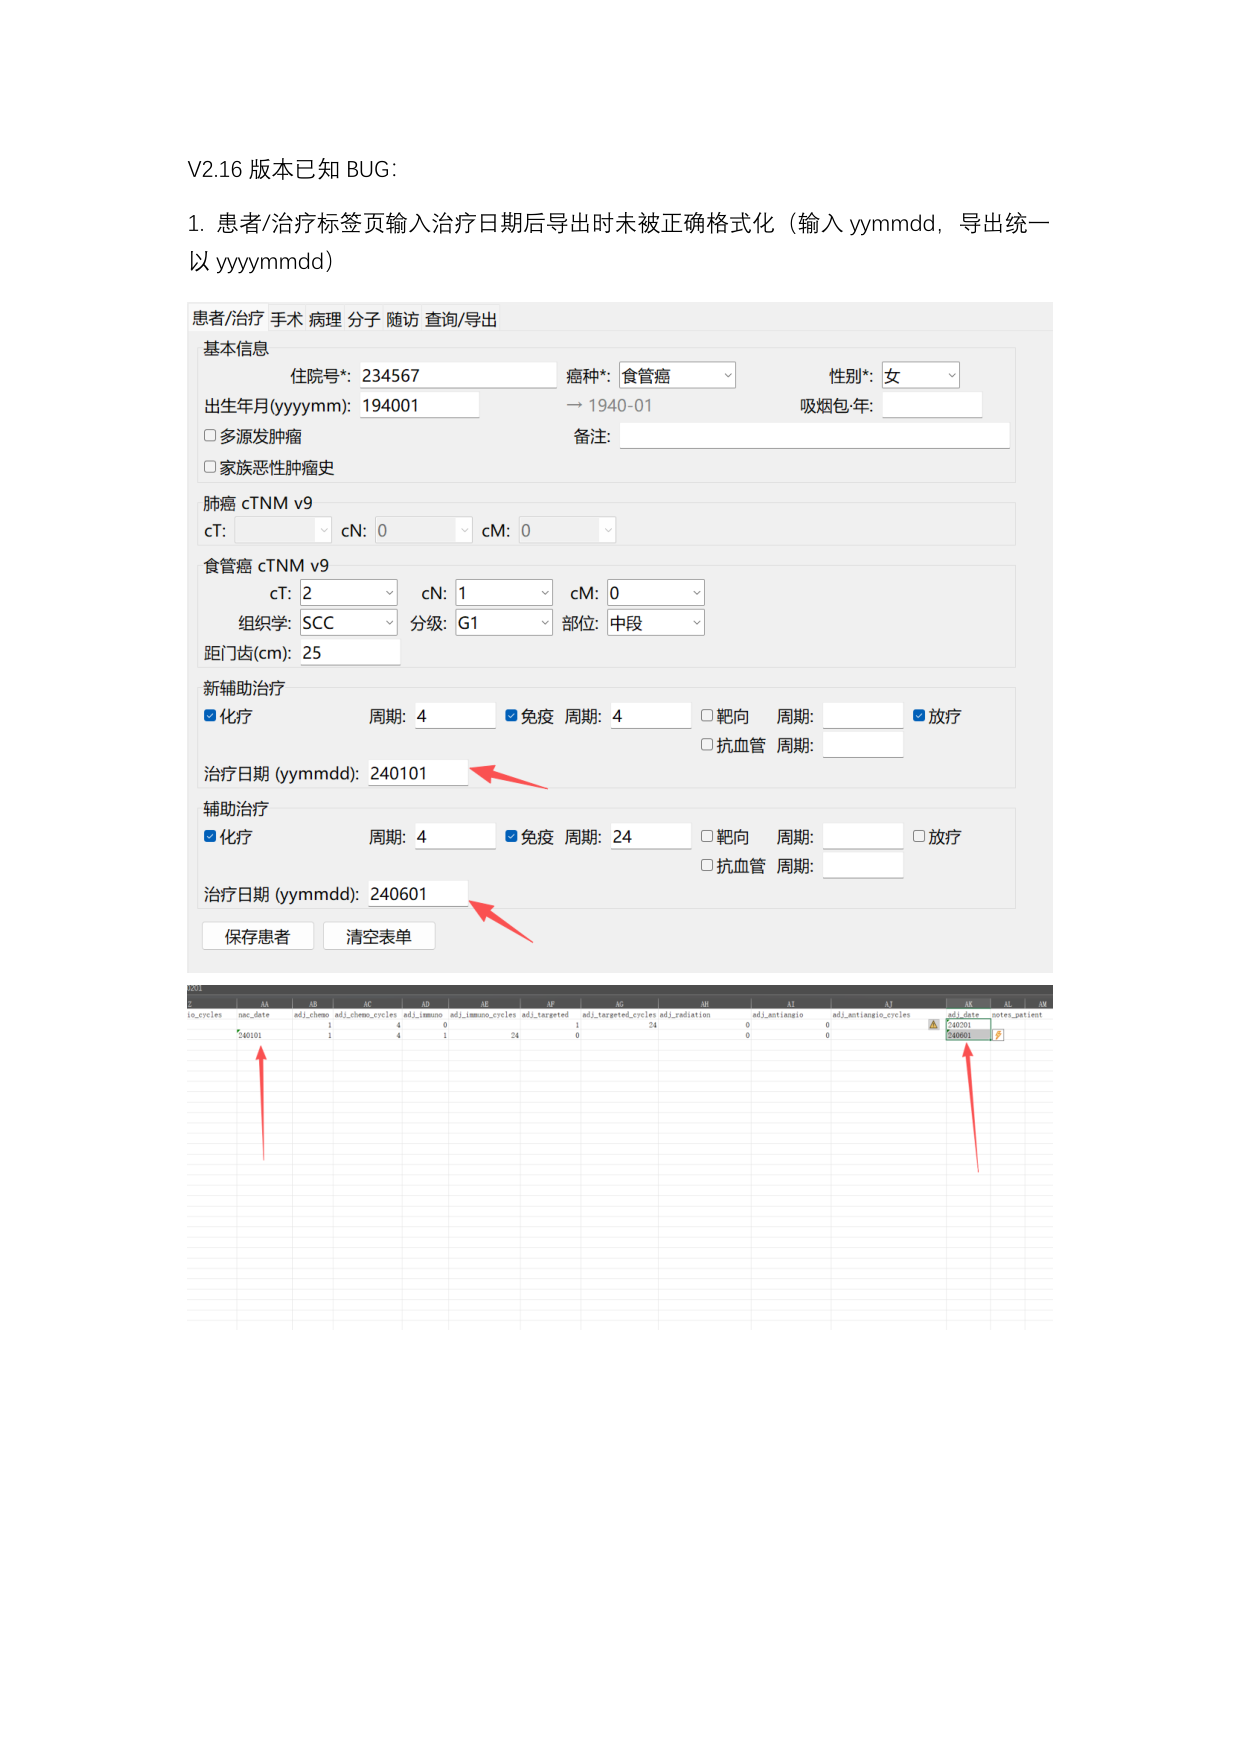 V2.16 版本已知 BUG：
1. 患者/治疗标签页输入治疗日期后导出时未被正确格式化（输入 yymmdd，导出统一
以 yyyymmdd）
患者/治疗 手术 病理 分子 随访 查询/导出
基本信息
住院号*: 234567 癌种*: 食管癌 性别*: 女
出生年月(yyyymm): 194001 → 1940-01 吸烟包·年:
多源发肿瘤 备注:
家族恶性肿瘤史
肺癌 cTNM v9
cT: cN: 0 cM: 0
食管癌 cTNM v9
cT: 2 cN: 1 cM: 0
组织学: SCC 分级: G1 部位: 中段
距门齿(cm): 25
新辅助治疗
化疗 周期: 4 免疫 周期: 4 靶向 周期: 放疗
抗血管 周期:
治疗日期 (yymmdd): 240101
辅助治疗
化疗 周期: 4 免疫 周期: 24 靶向 周期: 放疗
抗血管 周期:
治疗日期 (yymmdd): 240601
保存患者 清空表单
0201
Z AA AB AC AD AE AF AG AH AI AJ AK AL AM
io_cycles nac_date adj_chemo adj_chemo_cycles adj_immuno adj_immuno_cycles adj_targeted adj_targeted_cycles adj_radiation adj_antiangio adj_antiangio_cycles adj_date notes_patient
1 4 0 1 24 0 0 240201
240101 1 4 1 24 0 0 0 240601